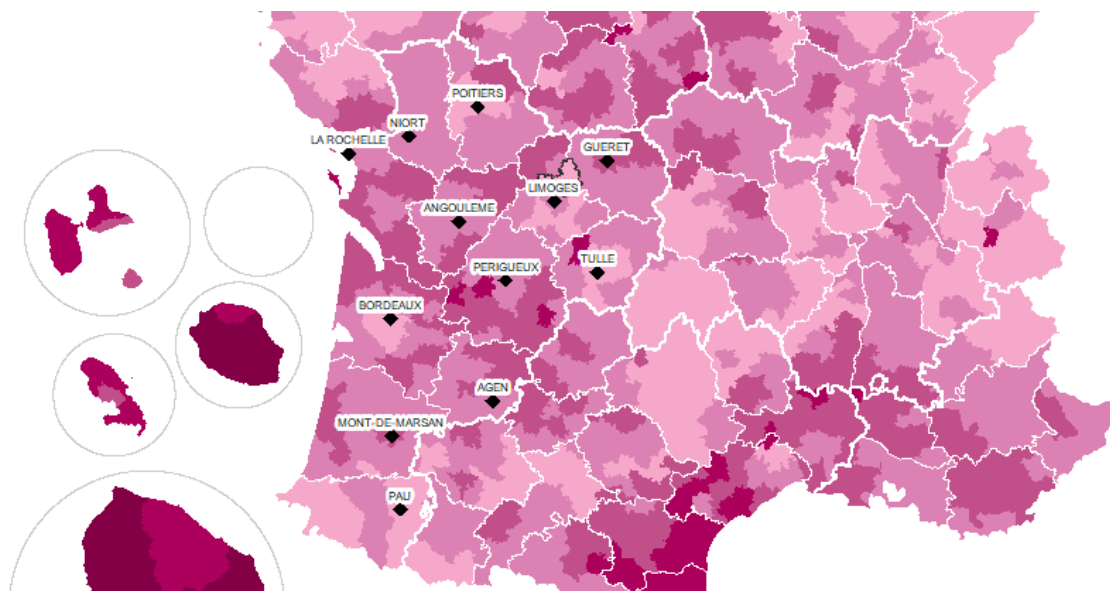 POITIERS
NIORT
LA ROCHELLE
GUERET
LIMOGES
ANGOULEME
PERIGUEUX
TULLE
BORDEAUX
AGEN
MONT-DE-MARSAN
PAU